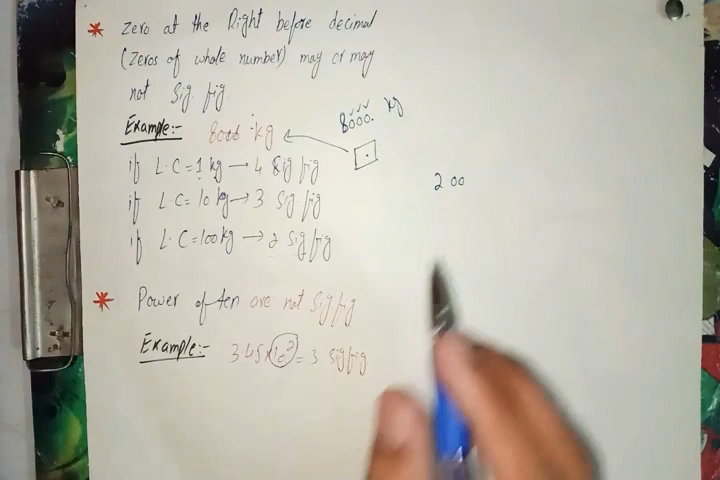 * Zero at the Right before decimal
(Zeros of whole number) may or may
not Sig. fig.
Example:- 8000 kg
8000. kg
if L.C = 1 kg → 4 Sig fig
if L.C = 10 kg → 3 Sig. fig
if L.C = 100 kg → 2 Sig fig
200
* Power of ten are not Sig fig
Example:- 345 × 10² = 3 Sig fig